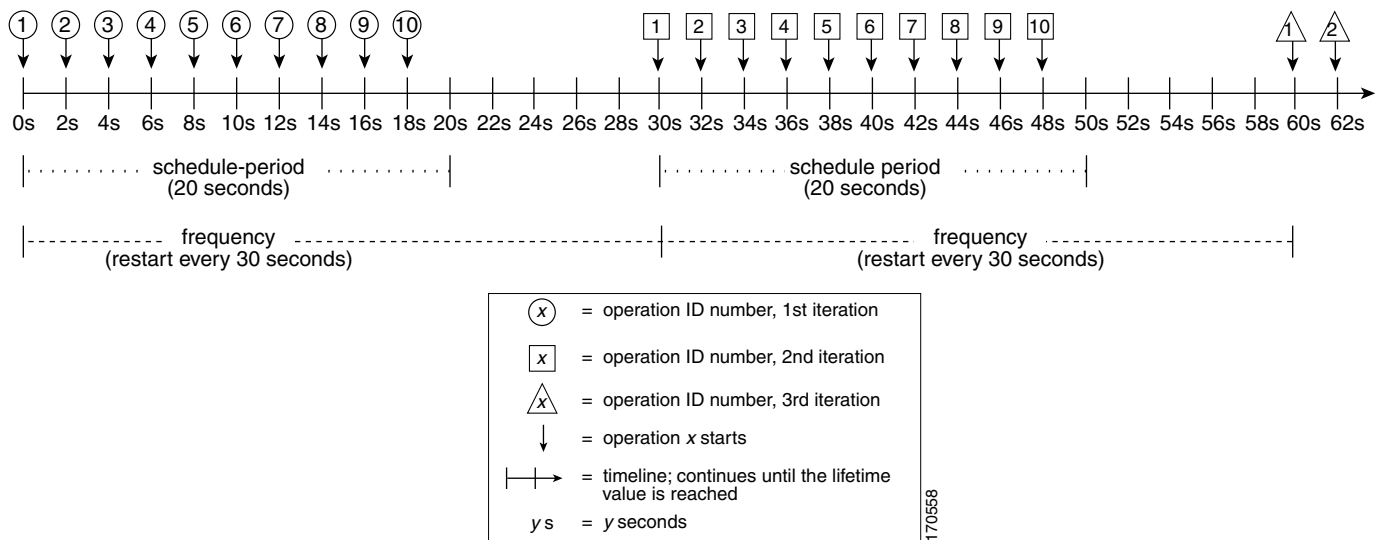 1 2 3 4 5 6 7 8 9 10 1 2 3 4 5 6 7 8 9 10 1 2
0s 2s 4s 6s 8s 10s 12s 14s 16s 18s 20s 22s 24s 26s 28s 30s 32s 34s 36s 38s 40s 42s 44s 46s 48s 50s 52s 54s 56s 58s 60s 62s
schedule-period
(20 seconds)
schedule period
(20 seconds)
frequency
(restart every 30 seconds)
frequency
(restart every 30 seconds)
x = operation ID number, 1st iteration
x = operation ID number, 2nd iteration
x = operation ID number, 3rd iteration
= operation x starts
= timeline; continues until the lifetime
value is reached
y s = y seconds
170558